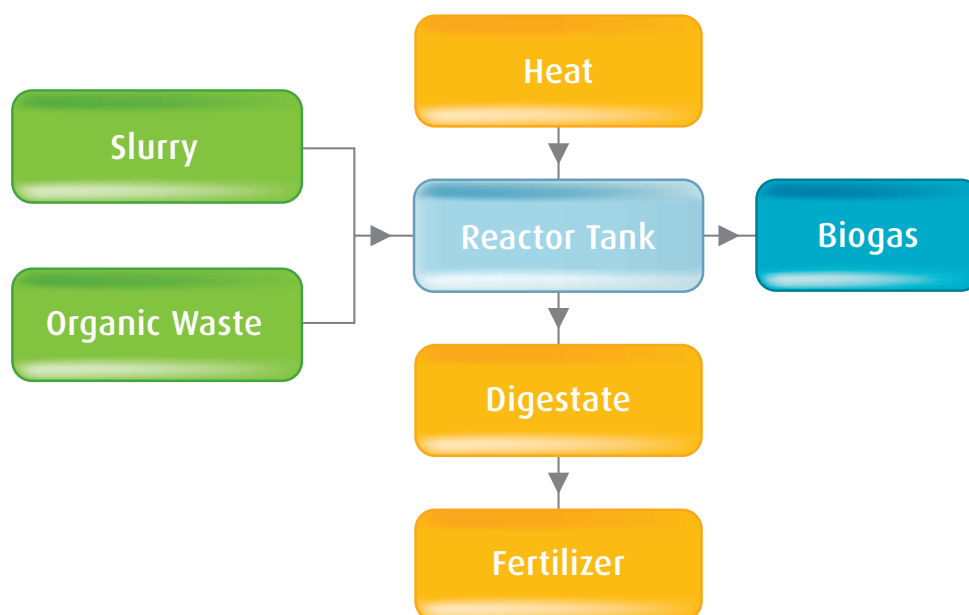 Heat
Slurry
Reactor Tank
Biogas
Organic Waste
Digestate
Fertilizer